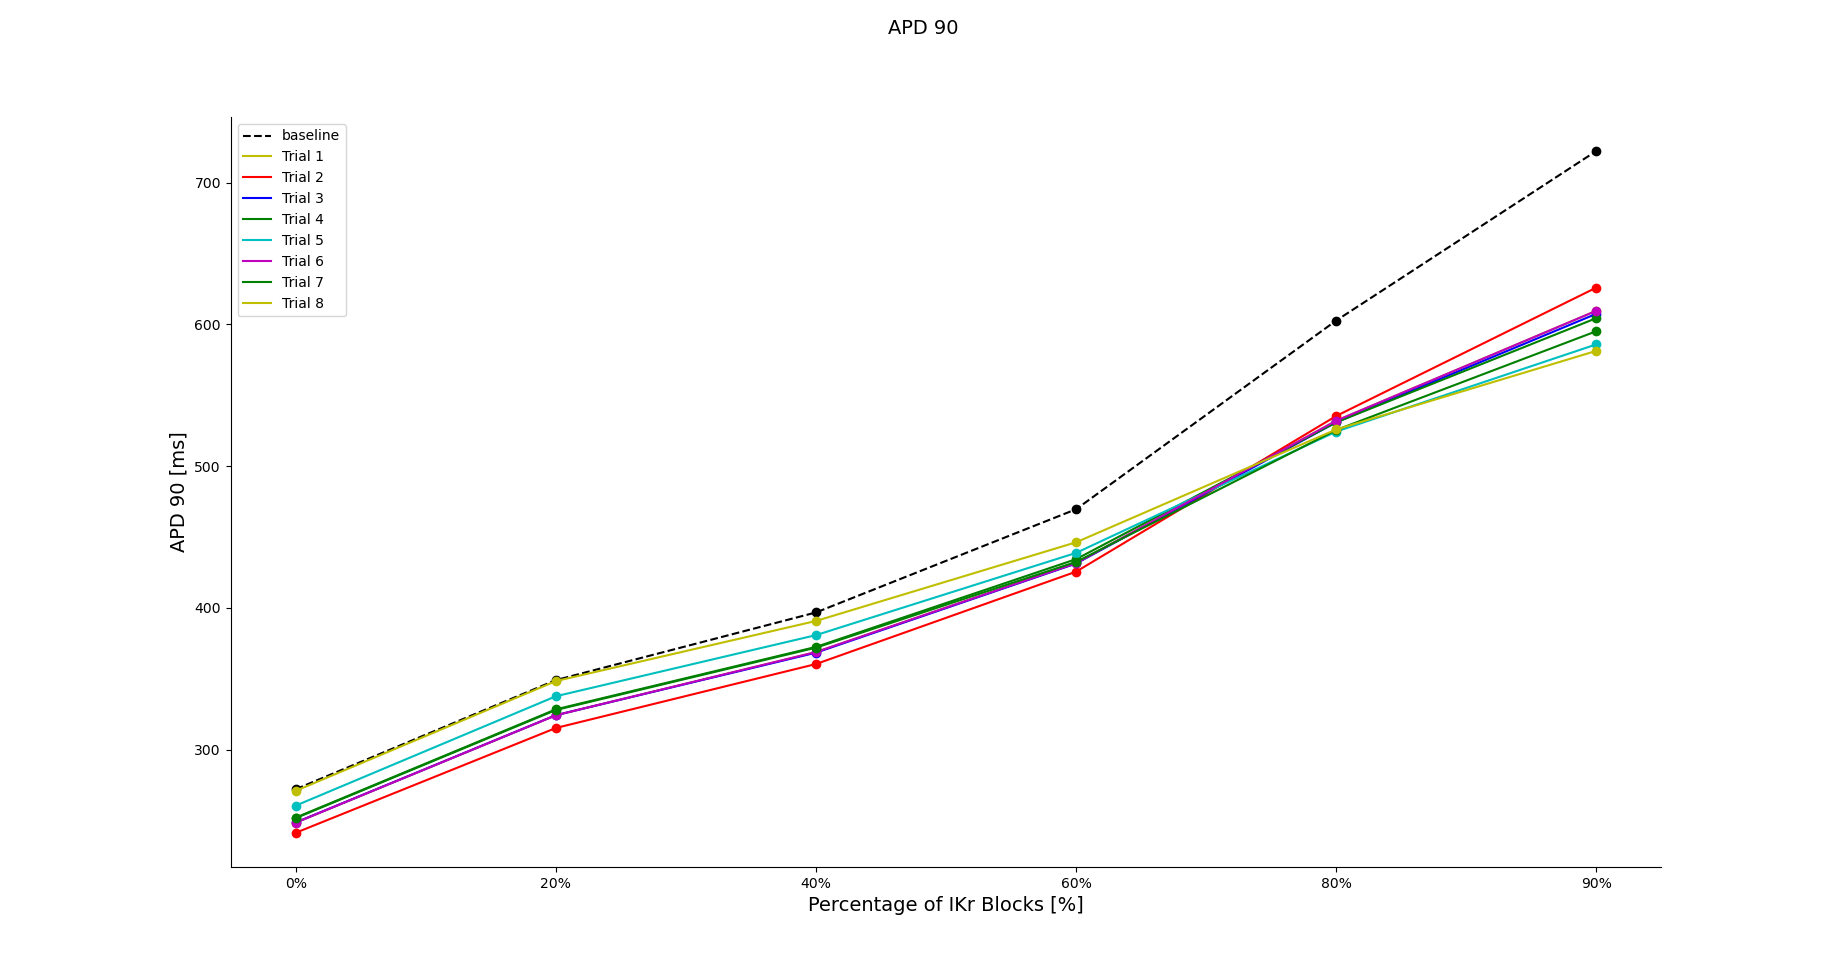 APD 90
baseline
Trial 1
Trial 2
Trial 3
Trial 4
Trial 5
Trial 6
Trial 7
Trial 8
APD 90 [ms]
700
600
500
400
300
0% 20% 40% 60% 80% 90%
Percentage of IKr Blocks [%]